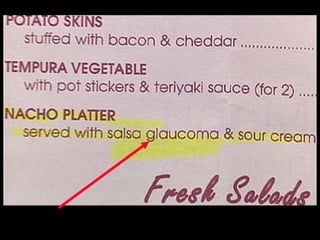 POTATO SKINS
stuffed with bacon & cheddar ..............
TEMPURA VEGETABLE
with pot stickers & teriyaki sauce (for 2) .....
NACHO PLATTER
served with salsa glaucoma & sour cream
Fresh Salads